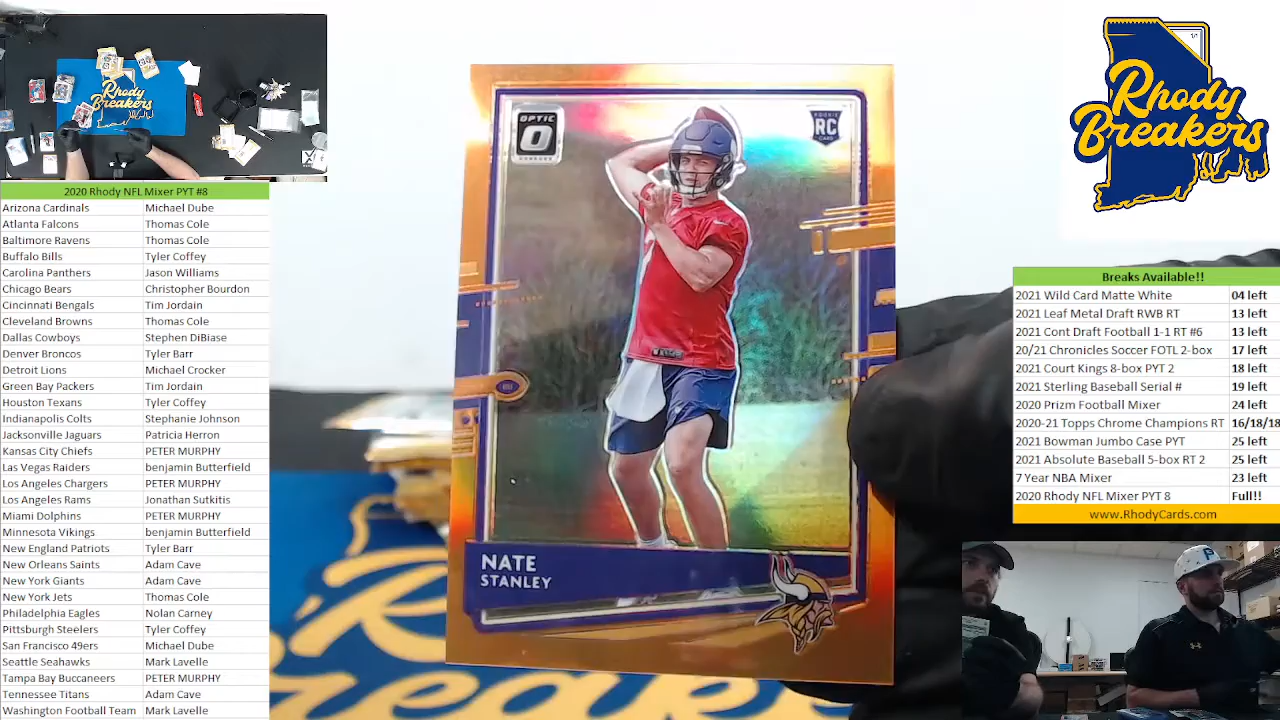 Rhody
Breakers
2020 Rhody NFL Mixer PYT #8
Arizona Cardinals Michael Dube
Atlanta Falcons Thomas Cole
Baltimore Ravens Thomas Cole
Buffalo Bills Tyler Coffey
Carolina Panthers Jason Williams
Chicago Bears Christopher Bourdon
Cincinnati Bengals Tim Jordain
Cleveland Browns Thomas Cole
Dallas Cowboys Stephen DiBiase
Denver Broncos Tyler Barr
Detroit Lions Michael Crocker
Green Bay Packers Tim Jordain
Houston Texans Tyler Coffey
Indianapolis Colts Stephanie Johnson
Jacksonville Jaguars Patricia Herron
Kansas City Chiefs PETER MURPHY
Las Vegas Raiders benjamin Butterfield
Los Angeles Chargers PETER MURPHY
Los Angeles Rams Jonathan Sutkitis
Miami Dolphins PETER MURPHY
Minnesota Vikings benjamin Butterfield
New England Patriots Tyler Barr
New Orleans Saints Adam Cave
New York Giants Adam Cave
New York Jets Thomas Cole
Philadelphia Eagles Nolan Carney
Pittsburgh Steelers Tyler Coffey
San Francisco 49ers Michael Dube
Seattle Seahawks Mark Lavelle
Tampa Bay Buccaneers PETER MURPHY
Tennessee Titans Adam Cave
Washington Football Team Mark Lavelle
OPTIC
DONRUSS
ROOKIE
RC
CARD
NATE
STANLEY
Breakers
Rhody
Breakers
Breaks Available!!
2021 Wild Card Matte White 04 left
2021 Leaf Metal Draft RWB RT 13 left
2021 Cont Draft Football 1-1 RT #6 13 left
20/21 Chronicles Soccer FOTL 2-box 17 left
2021 Court Kings 8-box PYT 2 18 left
2021 Sterling Baseball Serial # 19 left
2020 Prizm Football Mixer 24 left
2020-21 Topps Chrome Champions RT 16/18/18
2021 Bowman Jumbo Case PYT 25 left
2021 Absolute Baseball 5-box RT 2 25 left
7 Year NBA Mixer 23 left
2020 Rhody NFL Mixer PYT 8 Full!!
www.RhodyCards.com